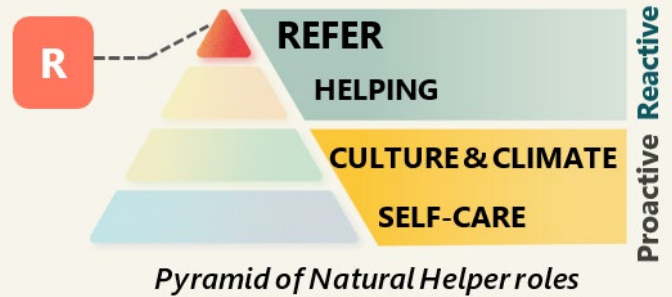 R
REFER
HELPING
CULTURE & CLIMATE
SELF-CARE
Reactive
Proactive
Pyramid of Natural Helper roles